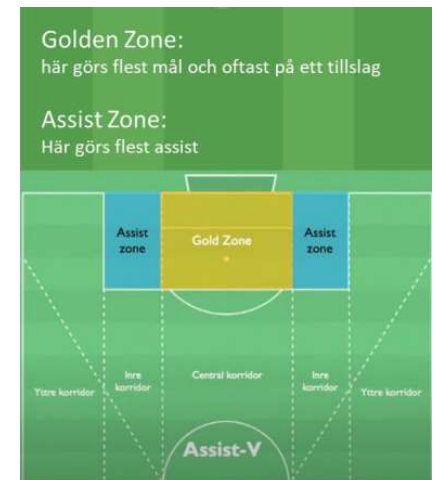 Golden Zone:
här görs flest mål och oftast på ett tillslag
Assist Zone:
Här görs flest assist
Assist
zone
Gold Zone
Assist
zone
Yttre korridor
Inre
korridor
Central korridor
Inre
korridor
Yttre korridor
Assist-V